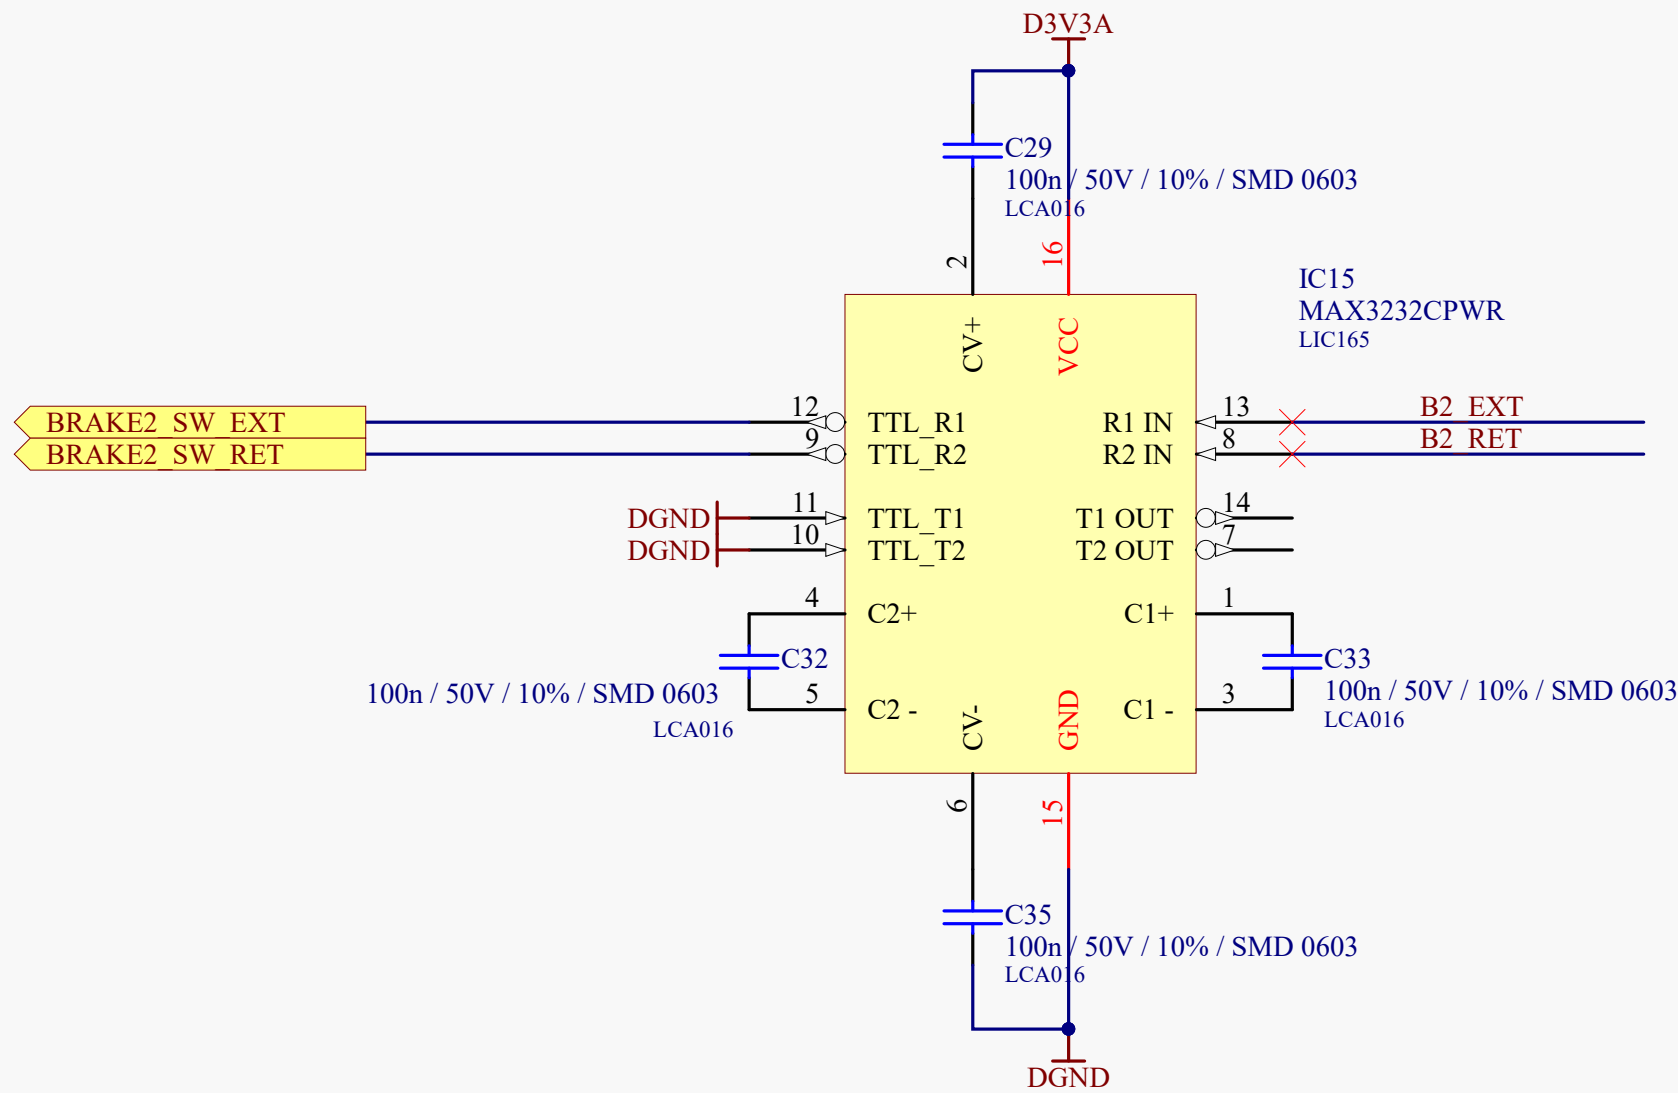 D3V3A
C29
100n / 50V / 10% / SMD 0603
LCA016
2
16
IC15
MAX3232CPWR
LIC165
CV+
VCC
BRAKE2_SW_EXT
12
TTL_R1
R1 IN
13
B2_EXT
BRAKE2_SW_RET
9
TTL_R2
R2 IN
8
B2_RET
DGND
11
TTL_T1
T1 OUT
14
DGND
10
TTL_T2
T2 OUT
7
4
C2+
C1+
1
C32
100n / 50V / 10% / SMD 0603
LCA016
C33
100n / 50V / 10% / SMD 0603
LCA016
5
C2 -
C1 -
3
CV-
GND
6
15
C35
100n / 50V / 10% / SMD 0603
LCA016
DGND